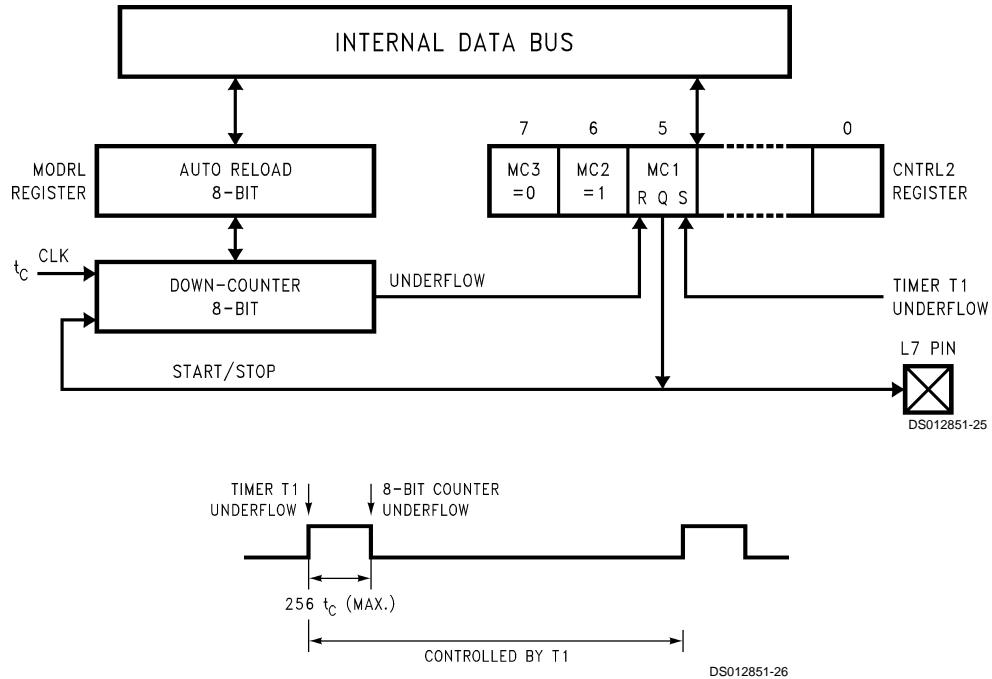 INTERNAL DATA BUS
7 6 5 0
MODRL
REGISTER
AUTO RELOAD
8-BIT
MC3
=0
MC2
=1
MC1
R Q S
CNTRL2
REGISTER
tC CLK
DOWN-COUNTER
8-BIT
UNDERFLOW
TIMER T1
UNDERFLOW
START/STOP
L7 PIN
DS012851-25
TIMER T1
UNDERFLOW
8-BIT COUNTER
UNDERFLOW
256 tC (MAX.)
CONTROLLED BY T1
DS012851-26